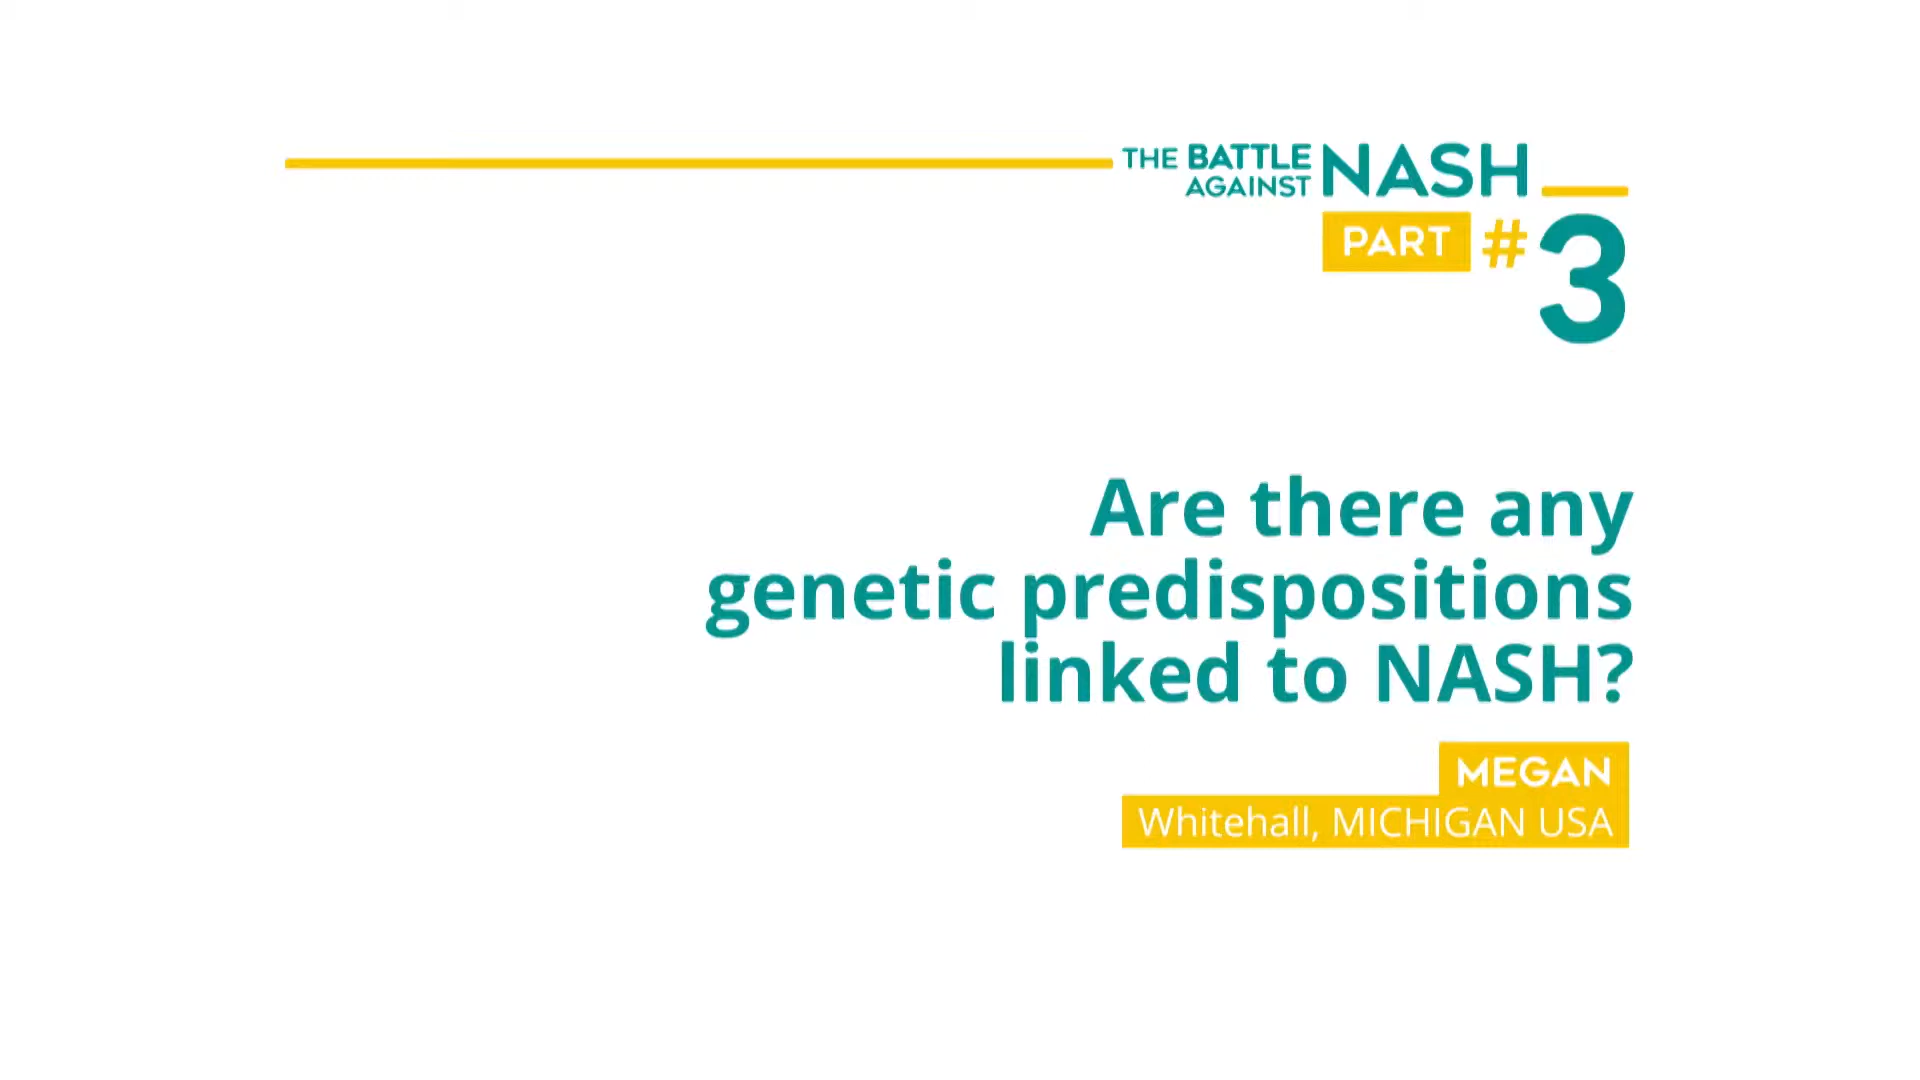 THE BATTLE
AGAINST NASH
PART #3
Are there any
genetic predispositions
linked to NASH?
MEGAN
Whitehall, MICHIGAN USA